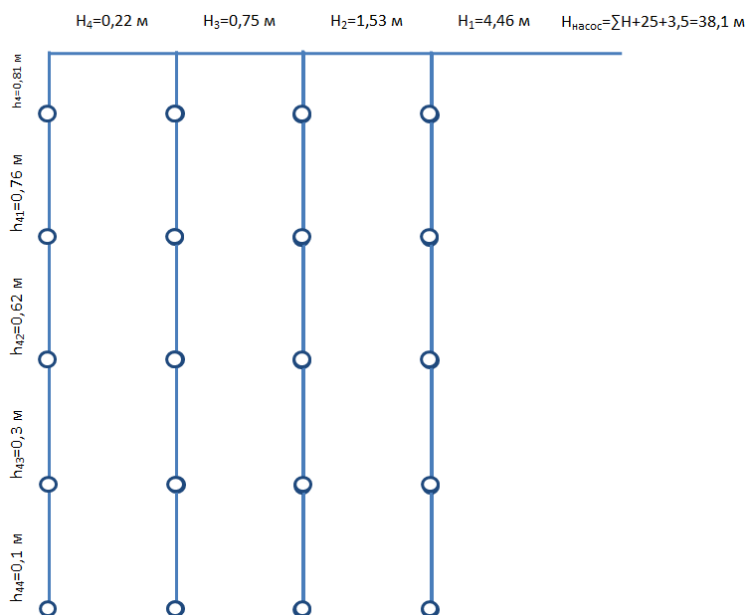 H₄=0,22 м
H₃=0,75 м
H₂=1,53 м
H₁=4,46 м
Hнасос=∑H+25+3,5=38,1 м
h₄=0,81 м
h₄₁=0,76 м
h₄₂=0,62 м
h₄₃=0,3 м
h₄₄=0,1 м